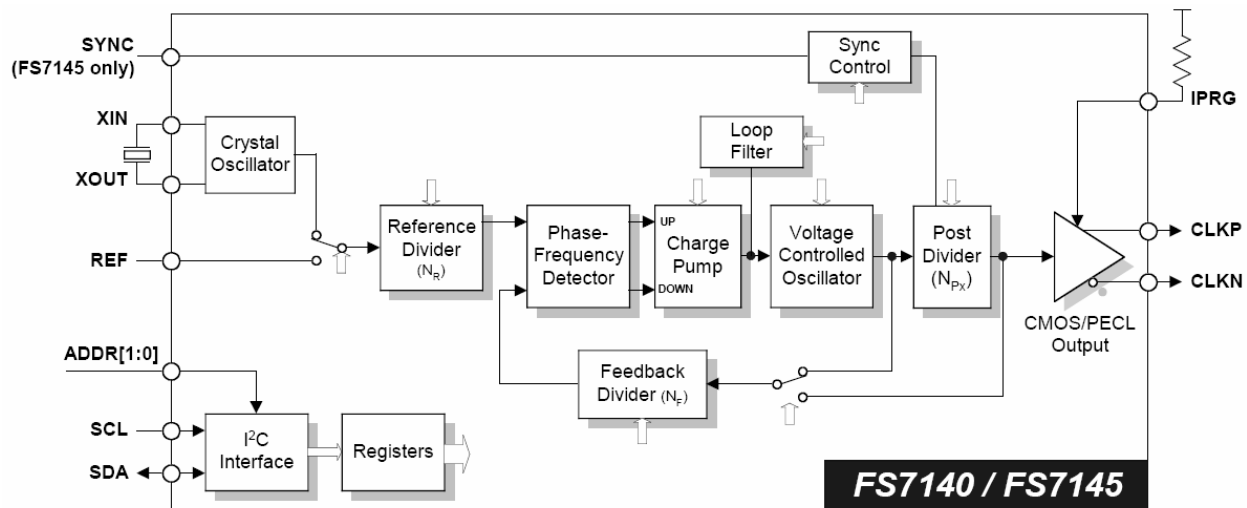 SYNC
(FS7145 only)
Sync
Control
IPRG
XIN
XOUT
Crystal
Oscillator
Loop
Filter
REF
Reference
Divider
(NR)
Phase-
Frequency
Detector
UP
Charge
Pump
DOWN
Voltage
Controlled
Oscillator
Post
Divider
(NPx)
CLKP
CLKN
CMOS/PECL
Output
ADDR[1:0]
Feedback
Divider (NF)
SCL
SDA
I2C
Interface
Registers
FS7140 / FS7145